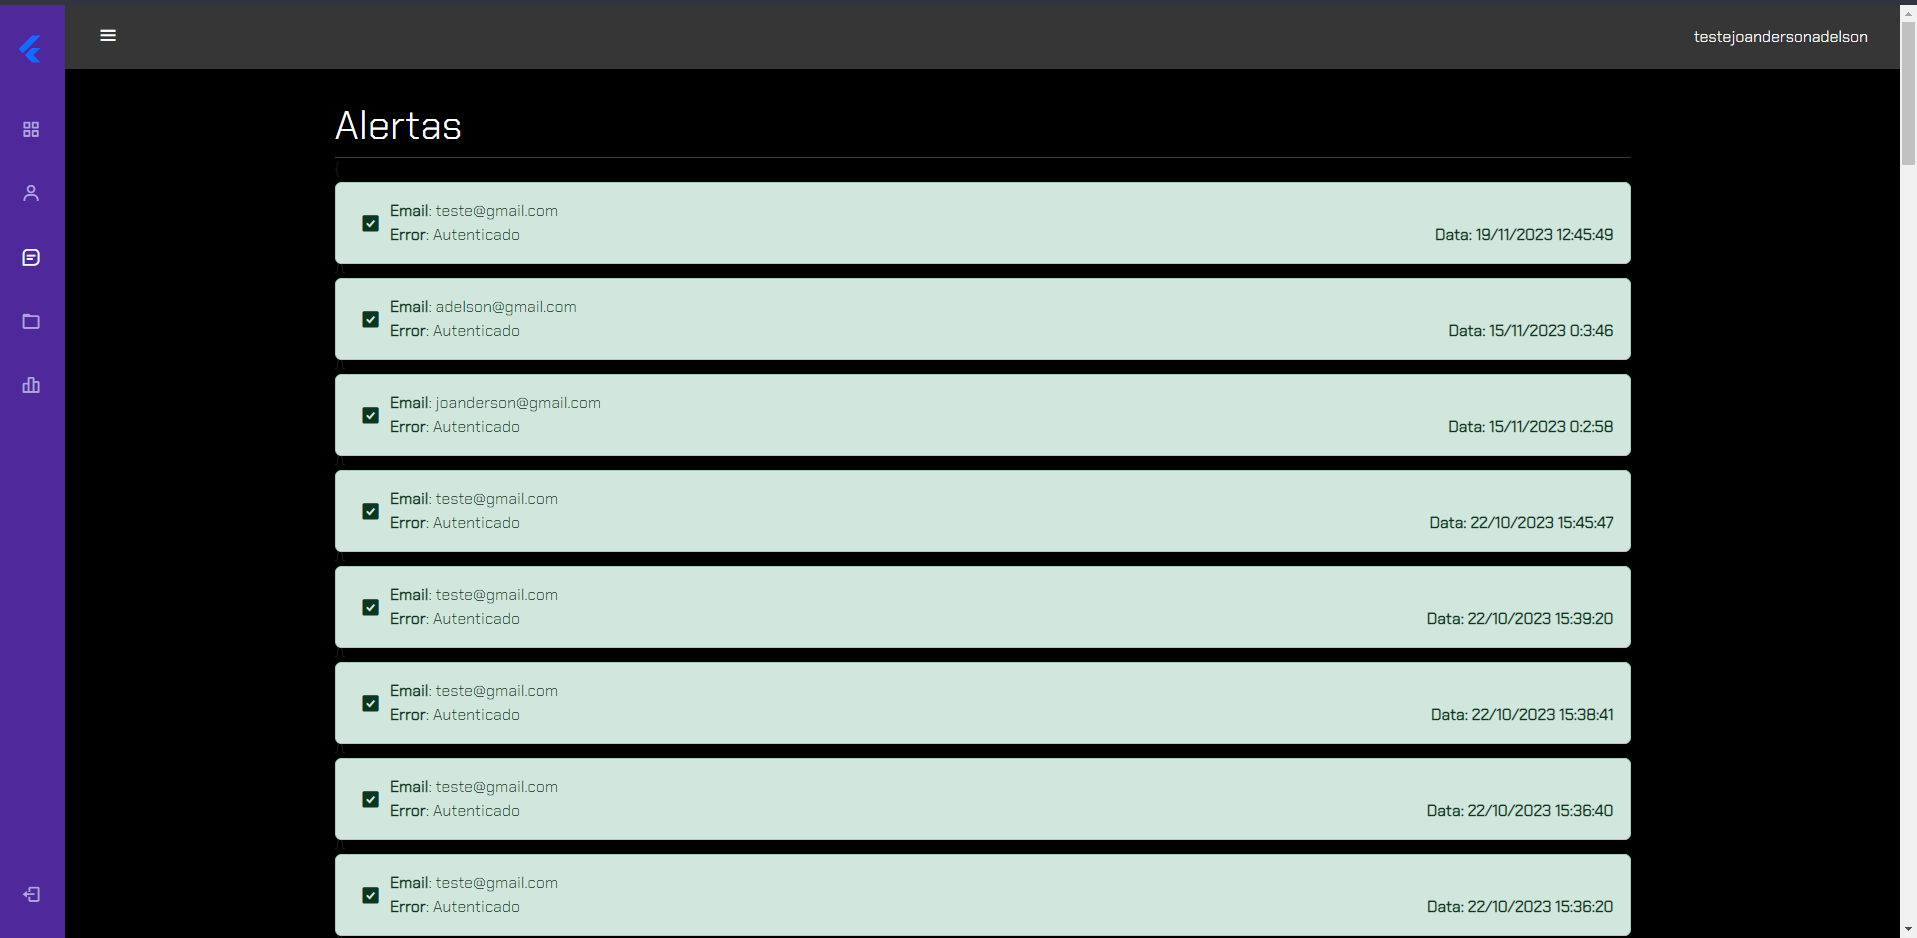 testejoandersonadelson
Alertas
Email: teste@gmail.com
Error: Autenticado
Data: 19/11/2023 12:45:49
Email: adelson@gmail.com
Error: Autenticado
Data: 15/11/2023 0:3:46
Email: joanderson@gmail.com
Error: Autenticado
Data: 15/11/2023 0:2:58
Email: teste@gmail.com
Error: Autenticado
Data: 22/10/2023 15:45:47
Email: teste@gmail.com
Error: Autenticado
Data: 22/10/2023 15:39:20
Email: teste@gmail.com
Error: Autenticado
Data: 22/10/2023 15:38:41
Email: teste@gmail.com
Error: Autenticado
Data: 22/10/2023 15:36:40
Email: teste@gmail.com
Error: Autenticado
Data: 22/10/2023 15:36:20